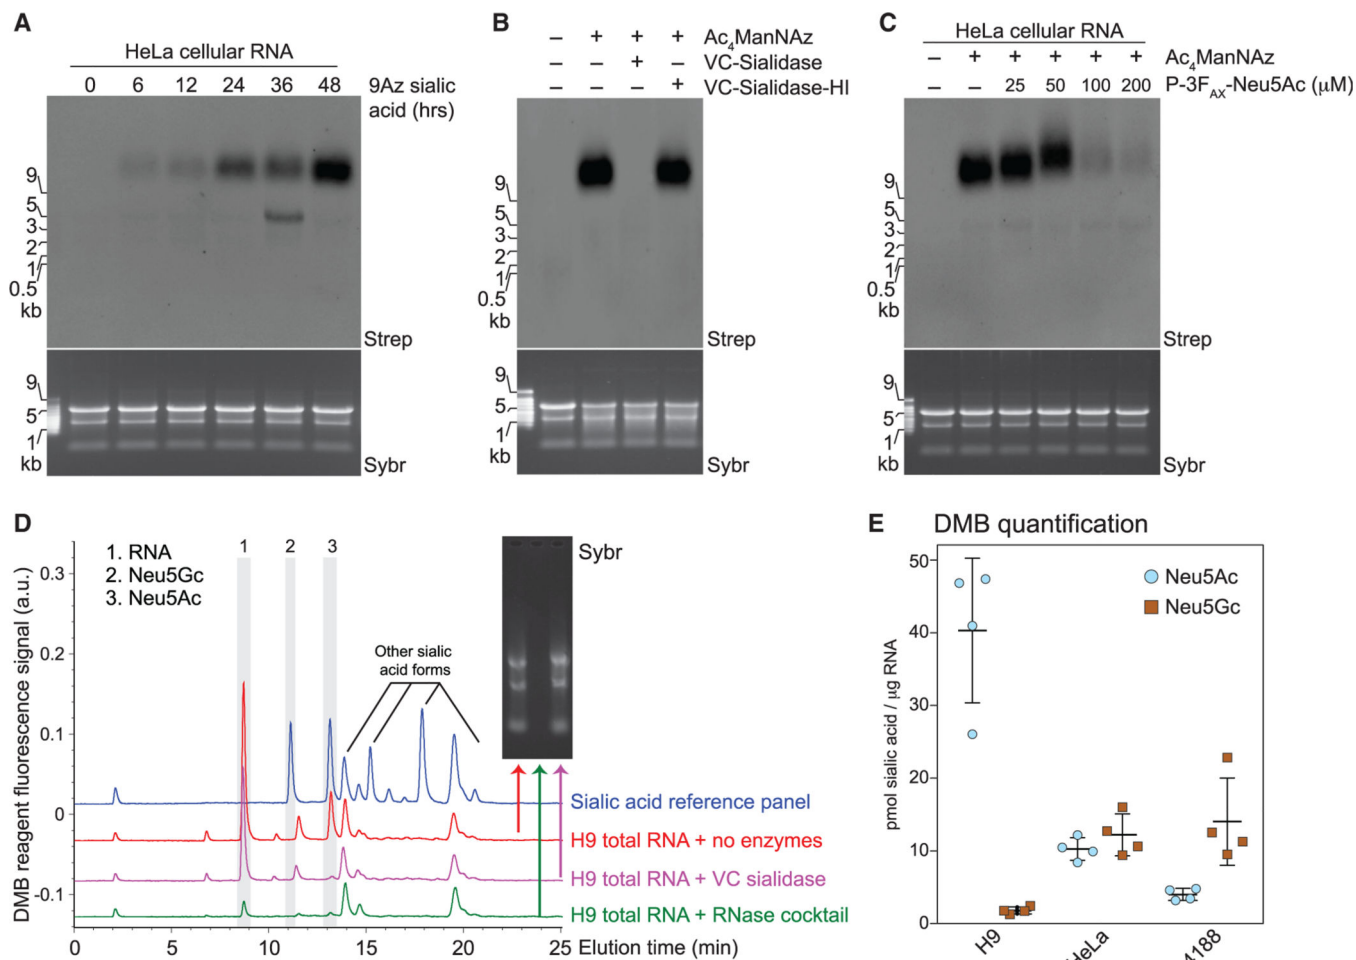 A
HeLa cellular RNA
0 6 12 24 36 48
9Az sialic
acid (hrs)
9
5
3
2
1
0.5
kb
Strep
9
5
1
kb
Sybr
B
– + + + Ac4ManNAz
– – + – VC-Sialidase
– – – + VC-Sialidase-HI
9
5
3
2
1
0.5
kb
Strep
9
5
1
kb
Sybr
C
HeLa cellular RNA
– + + + + + Ac4ManNAz
– – 25 50 100 200 P-3FAX-Neu5Ac (μM)
9
5
3
2
1
0.5
kb
Strep
9
5
1
kb
Sybr
D
DMB reagent fluorescence signal (a.u.)
0.3
0.2
0.1
0
-0.1
1. RNA
2. Neu5Gc
3. Neu5Ac
1 2 3
Other sialic
acid forms
Sybr
Sialic acid reference panel
H9 total RNA + no enzymes
H9 total RNA + VC sialidase
H9 total RNA + RNase cocktail
0 5 10 15 20 25
Elution time (min)
E
DMB quantification
pmol sialic acid / μg RNA
50
40
30
20
10
0
Neu5Ac
Neu5Gc
H9
HeLa
4188